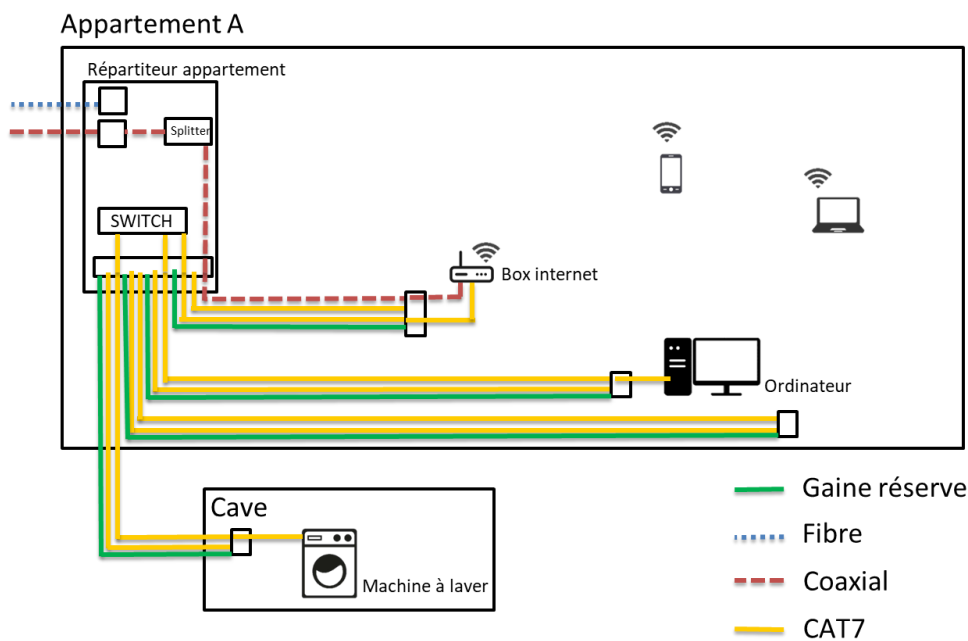 Appartement A
Répartiteur appartement
Splitter
SWITCH
Box internet
Ordinateur
Cave
Machine à laver
Gaine réserve
Fibre
Coaxial
CAT7